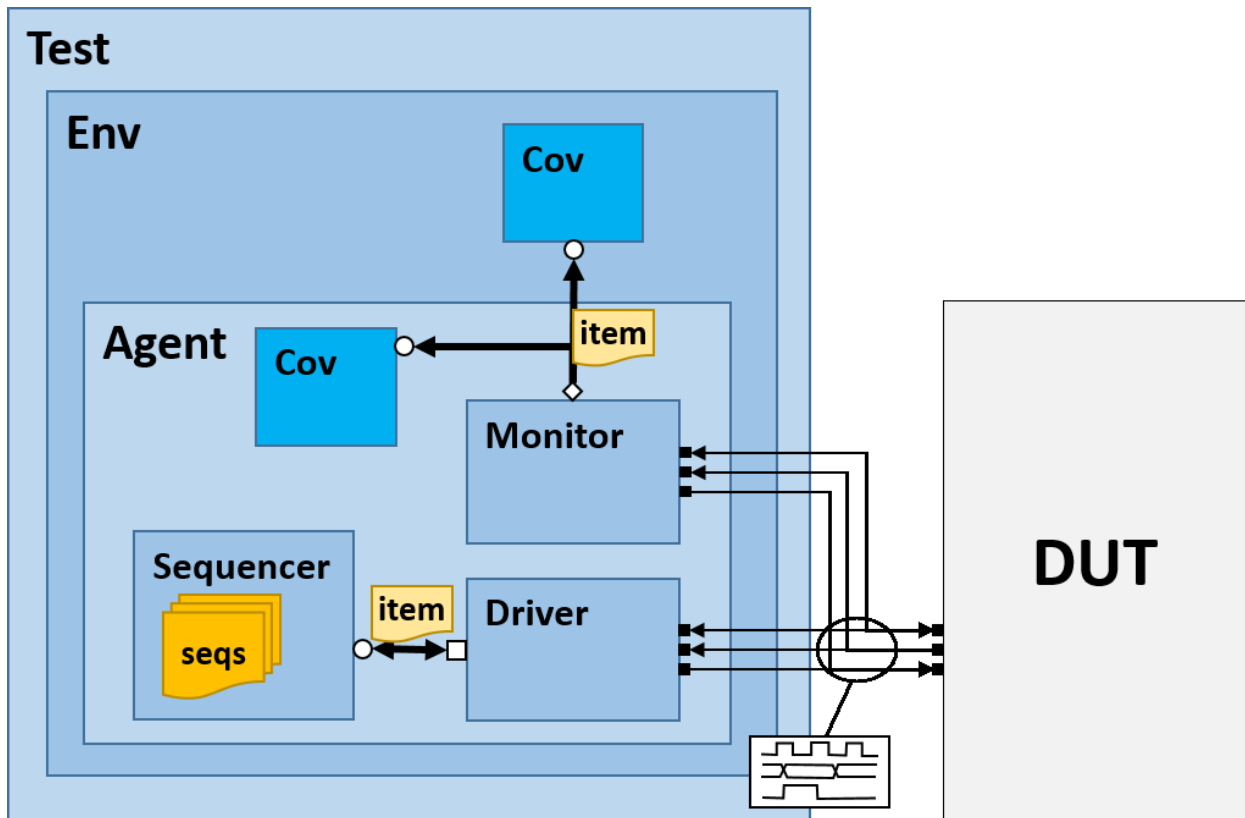 Test
Env
Cov
Agent
Cov
item
Monitor
Sequencer
seqs
item
Driver
DUT